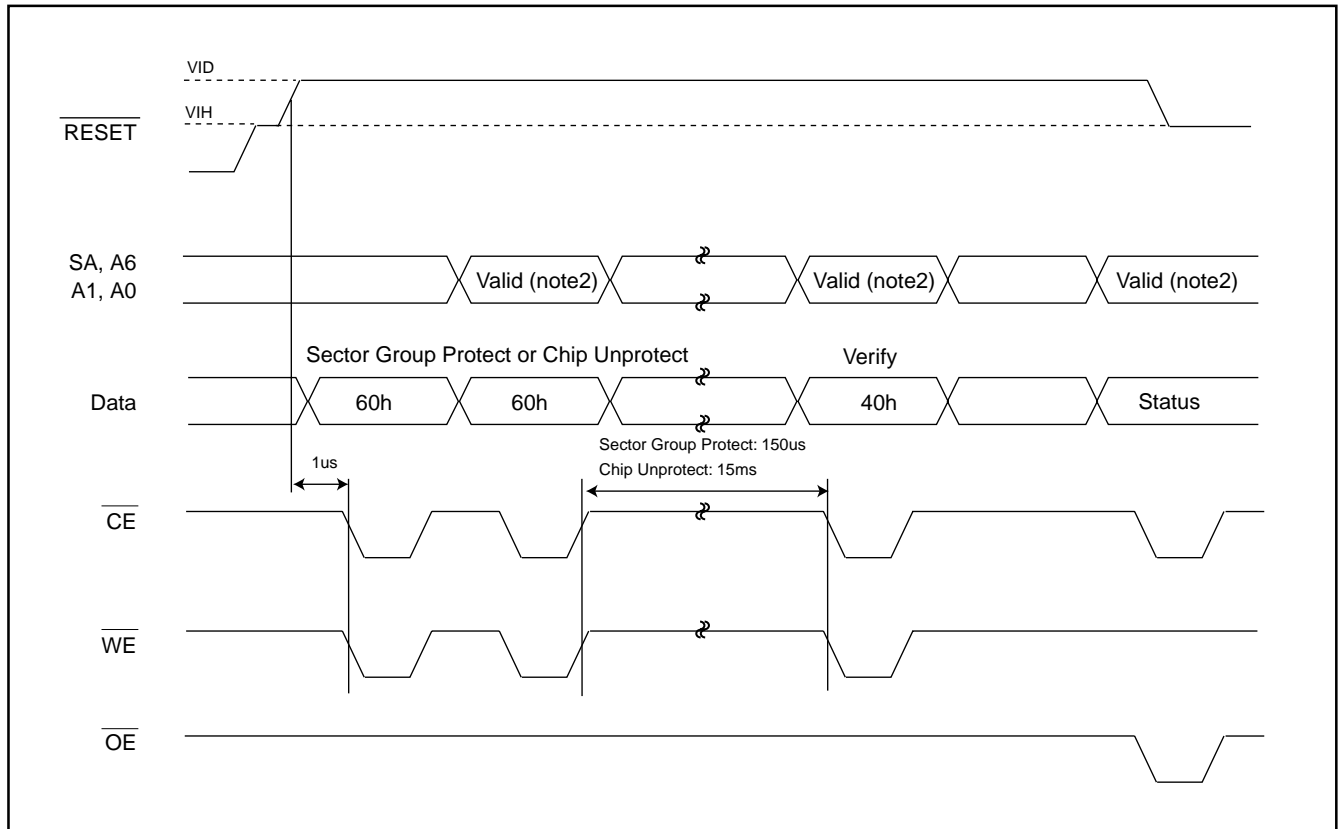 VID
VIH
RESET
SA, A6
A1, A0
Valid (note2)
Valid (note2)
Valid (note2)
Sector Group Protect or Chip Unprotect
Verify
Data
60h
60h
40h
Status
Sector Group Protect: 150us
Chip Unprotect: 15ms
1us
CE
WE
OE